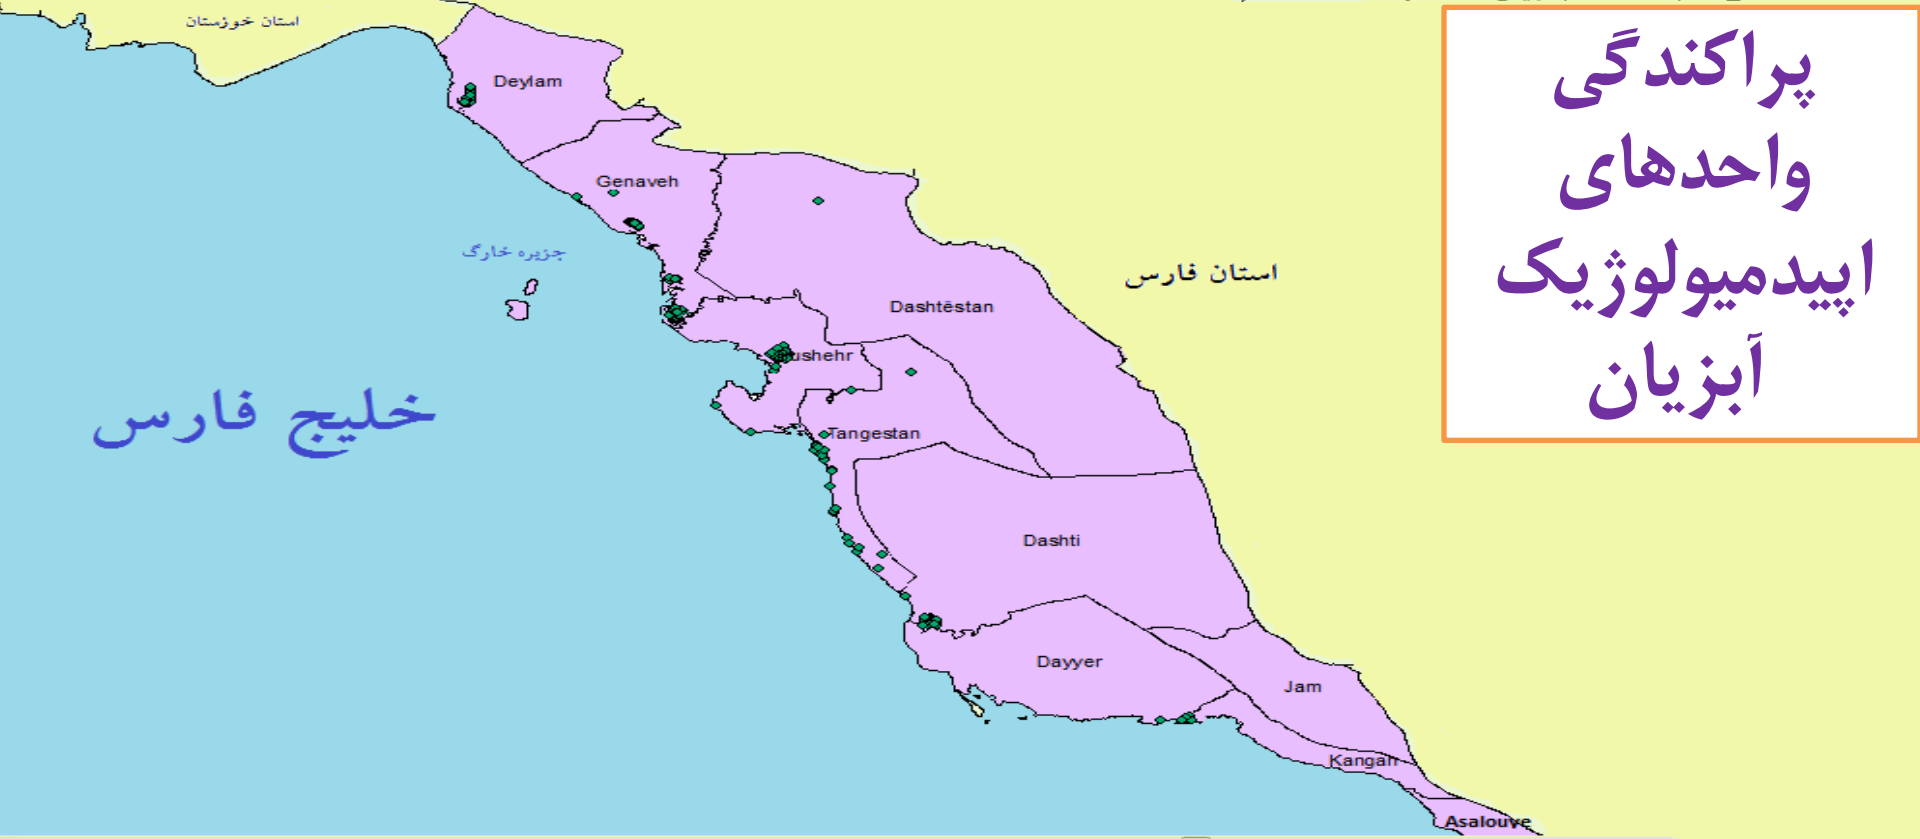 استان خوزستان
پراکندگی
واحدهای
اپیدمیولوژیک
آبزیان
Deylam
Genaveh
جزیره خارگ
استان فارس
Dashtestan
Bushehr
خلیج فارس
Tangestan
Dashti
Dayyer
Jam
Kangan
Asalouye